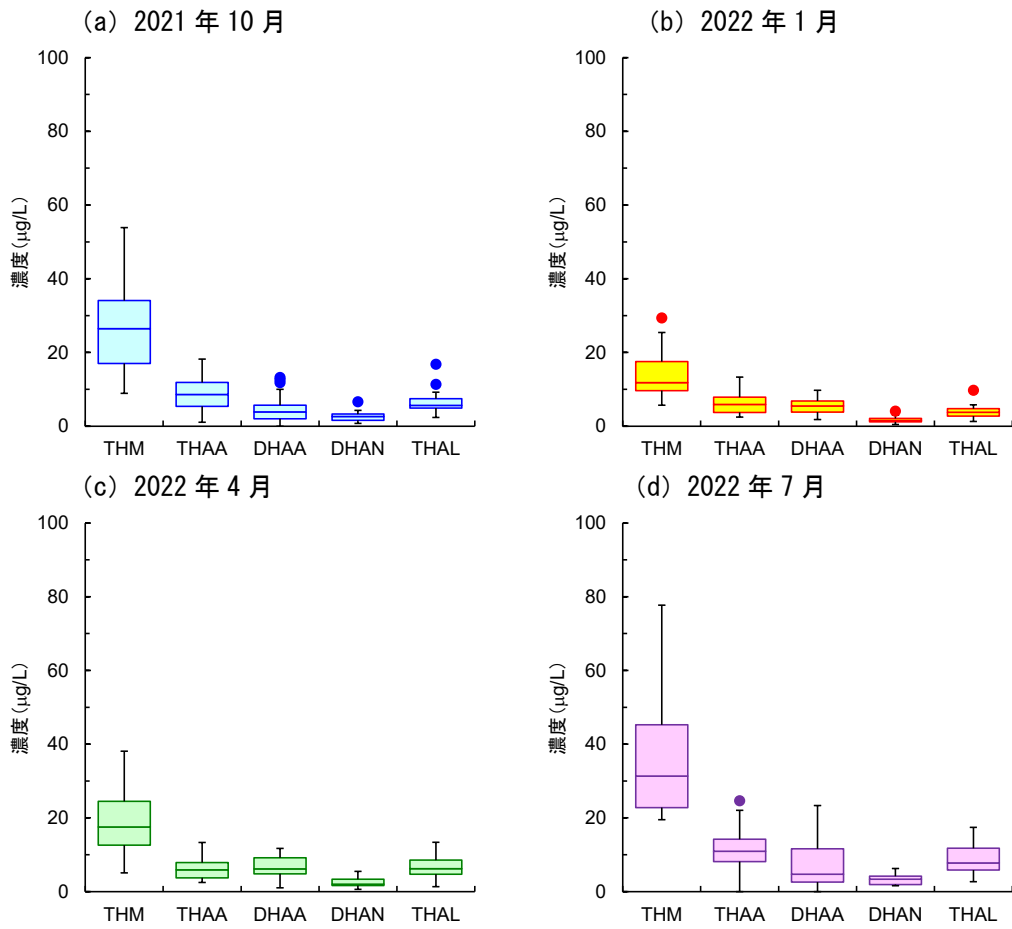 (a) 2021 年 10 月
100
80
60
40
20
0
濃度(μg/L)
THM THAA DHAA DHAN THAL
(b) 2022 年 1 月
100
80
60
40
20
0
濃度(μg/L)
THM THAA DHAA DHAN THAL
(c) 2022 年 4 月
100
80
60
40
20
0
濃度(μg/L)
THM THAA DHAA DHAN THAL
(d) 2022 年 7 月
100
80
60
40
20
0
濃度(μg/L)
THM THAA DHAA DHAN THAL